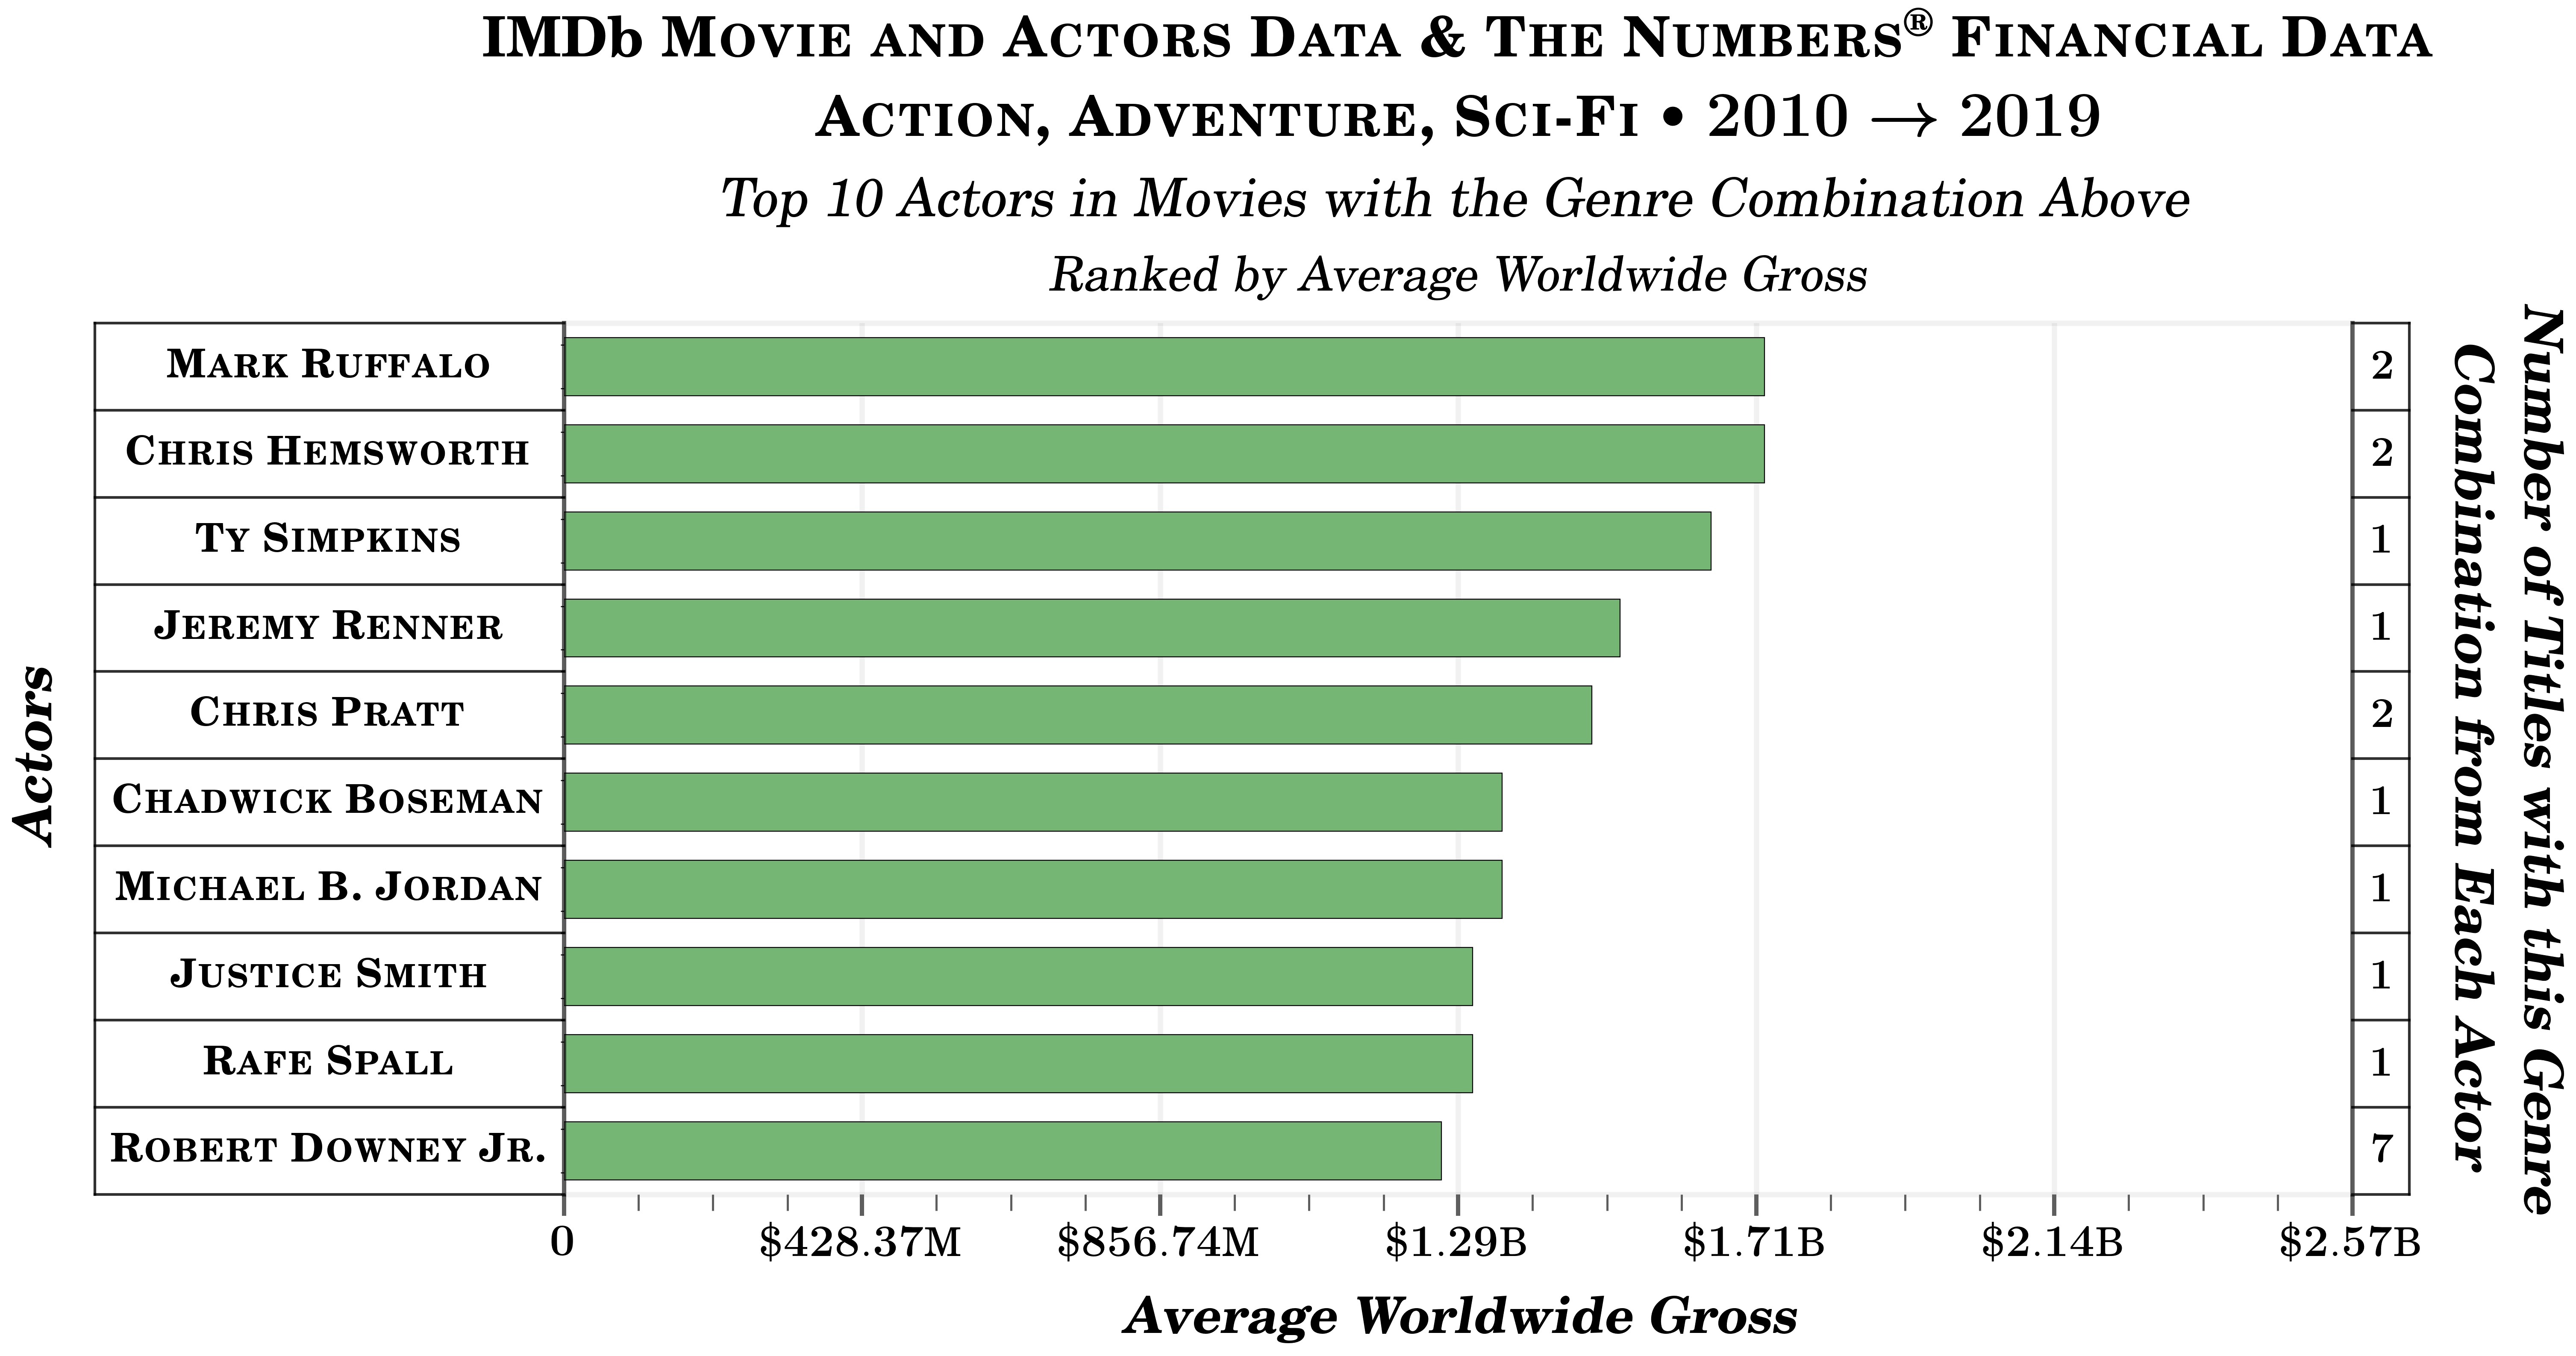 IMDb Movie and Actors Data & The Numbers® Financial Data
Action, Adventure, Sci-Fi • 2010 → 2019
Top 10 Actors in Movies with the Genre Combination Above
Ranked by Average Worldwide Gross
Actors
Mark Ruffalo 2
Chris Hemsworth 2
Ty Simpkins 1
Jeremy Renner 1
Chris Pratt 2
Chadwick Boseman 1
Michael B. Jordan 1
Justice Smith 1
Rafe Spall 1
Robert Downey Jr. 7
0 $428.37M $856.74M $1.29B $1.71B $2.14B $2.57B
Average Worldwide Gross
Number of Titles with this Genre
Combination from Each Actor